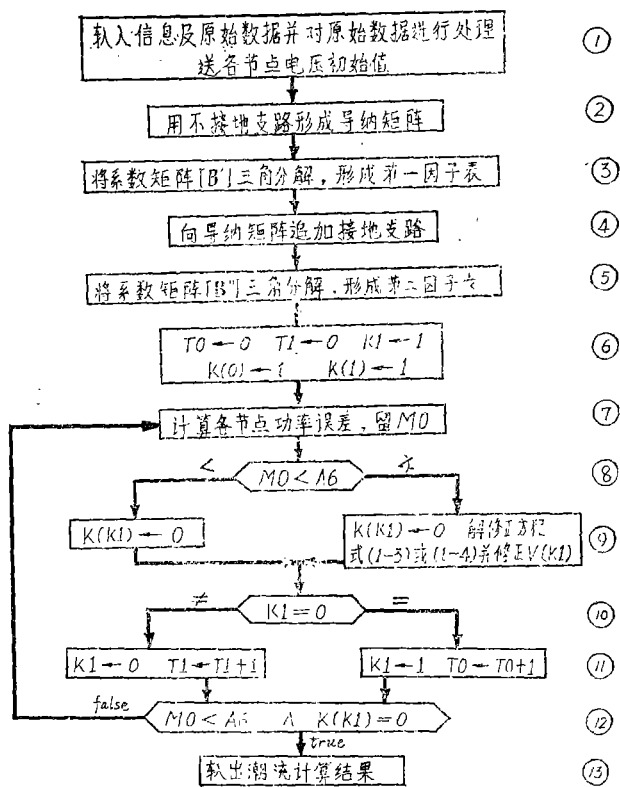 软入信息及原始数据并对原始数据进行处理
送各节点电压初始值
①
用不接地支路形成导纳矩阵
②
将系数矩阵[B']三角分解，形成第一因子表
③
向导纳矩阵追加接地支路
④
将系数矩阵[B"]三角分解，形成第二因子
⑤
T0←0 T1←0 K1←1
K(0)←1 K(1)←1
⑥
计算各节点功率误差，留M0
⑦
<
M0<A6
⑧
K(K1)←0
K(K1)←0 解修正方程
式(1-3)或(1-4)并修正V(K1)
⑨
≠
K1=0
=
⑩
K1←0 T1←T1+1
K1←1 T0←T0+1
⑪
false
M0<A6 ∧ K(K1)=0
⑫
true
软出潮流计算结果
⑬